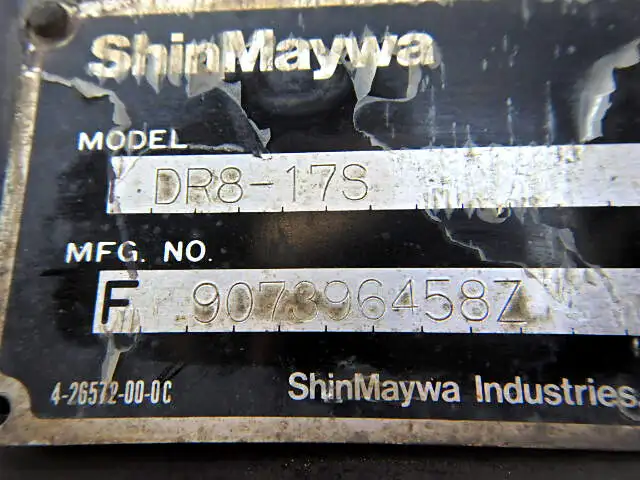 ShinMaywa
MODEL
DR8-17S
MFG. NO.
F 907396458Z
4-26572-00-0C
ShinMaywa Industries,